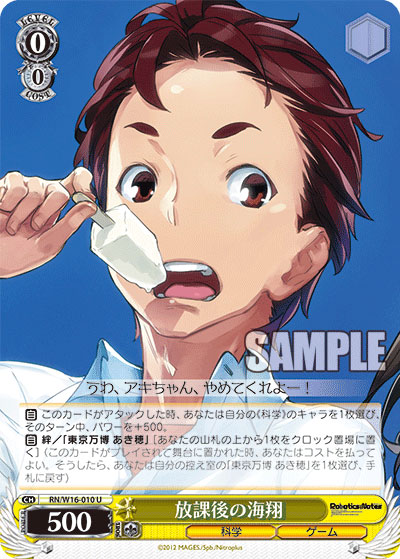 LEVEL
0
0
COST
SAMPLE
うわ、アキちゃん、やめてくれよー！
自 このカードがアタックした時、あなたは自分の《科学》のキャラを1枚選び、
そのターン中、パワーを＋500。
自 絆／「東京万博 あき穂」 ［あなたの山札の上から1枚をクロック置場に置
く］ （このカードがプレイされて舞台に置かれた時、あなたはコストを払ってよ
い。そうしたら、あなたは自分の控え室の「東京万博 あき穂」を1枚選び、手
札に戻す）
CH RN/W16-010 U
500
放課後の海翔
Robotics;Notes
科学 ゲーム
©2012 MAGES./5pb./Nitroplus